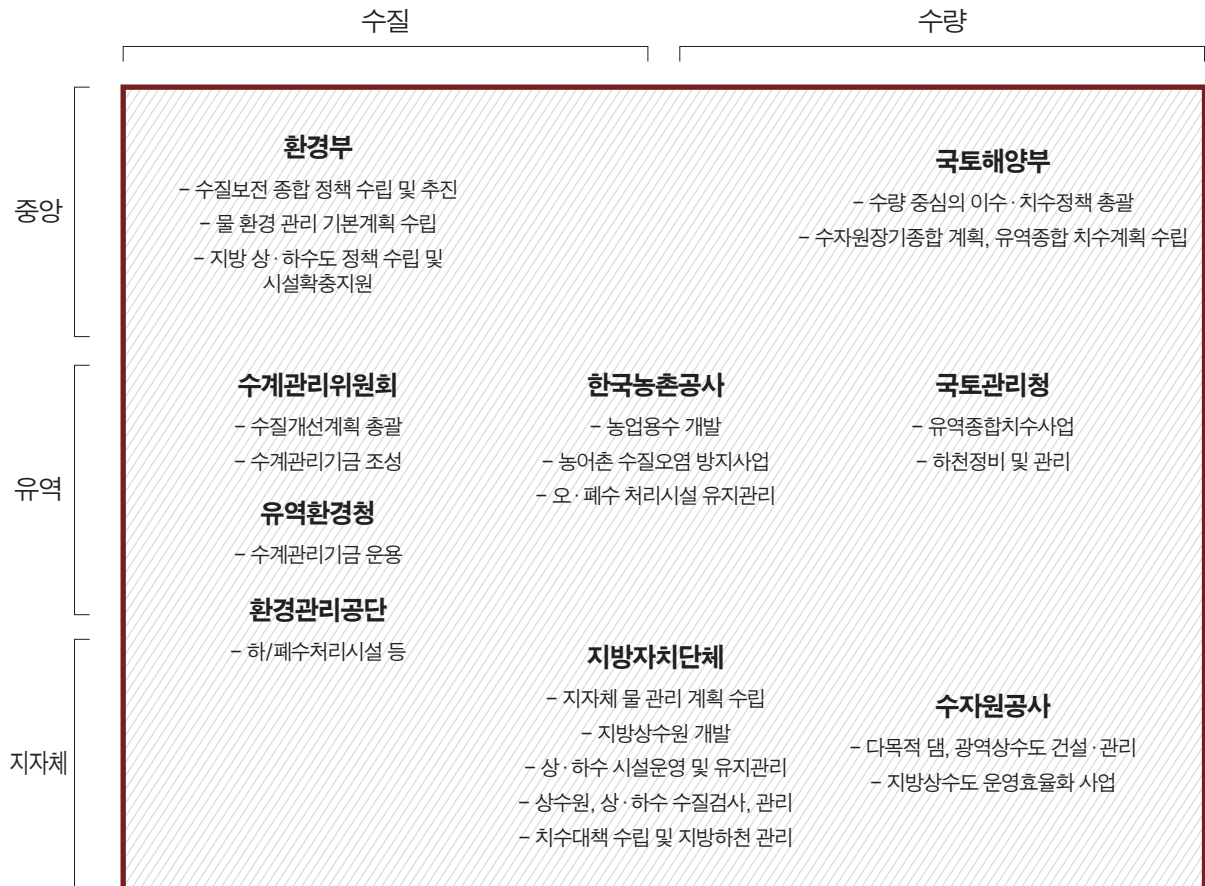 수질
수량
중앙
환경부
– 수질보전 종합 정책 수립 및 추진
– 물 환경 관리 기본계획 수립
– 지방 상·하수도 정책 수립 및
시설확충지원
국토해양부
– 수량 중심의 이수·치수정책 총괄
– 수자원장기종합 계획, 유역종합 치수계획 수립
유역
수계관리위원회
– 수질개선계획 총괄
– 수계관리기금 조성
유역환경청
– 수계관리기금 운용
환경관리공단
– 하/폐수처리시설 등
한국농촌공사
– 농업용수 개발
– 농어촌 수질오염 방지사업
– 오·폐수 처리시설 유지관리
국토관리청
– 유역종합치수사업
– 하천정비 및 관리
지자체
지방자치단체
– 지자체 물 관리 계획 수립
– 지방상수원 개발
– 상·하수 시설운영 및 유지관리
– 상수원, 상·하수 수질검사, 관리
– 치수대책 수립 및 지방하천 관리
수자원공사
– 다목적 댐, 광역상수도 건설·관리
– 지방상수도 운영효율화 사업